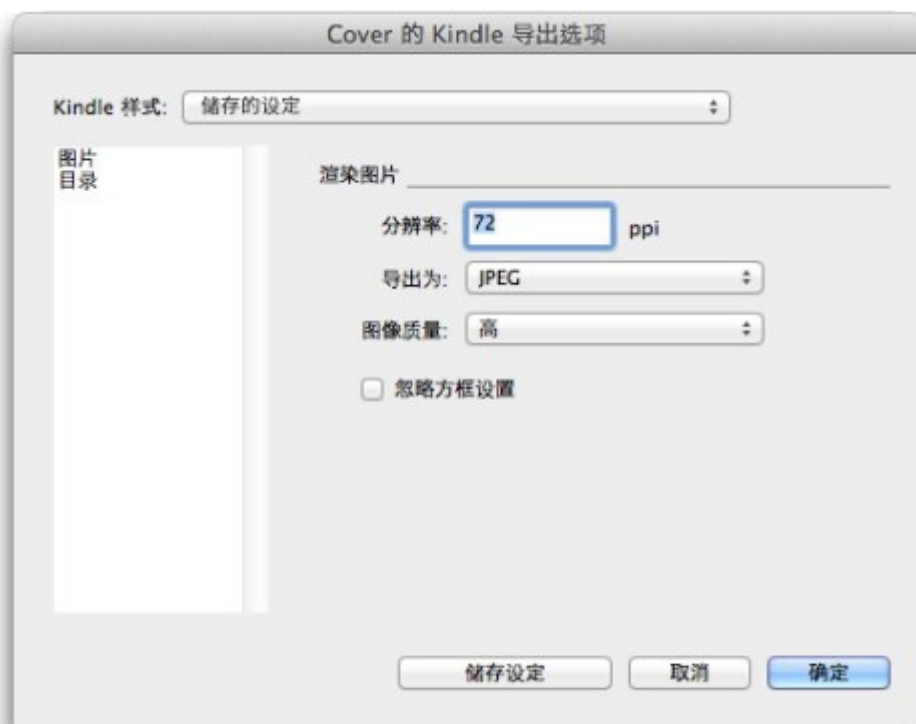 Cover 的 Kindle 导出选项
Kindle 样式: 储存的设定
图片
目录
渲染图片
分辨率: 72 ppi
导出为: JPEG
图像质量: 高
忽略方框设置
储存设定 取消 确定